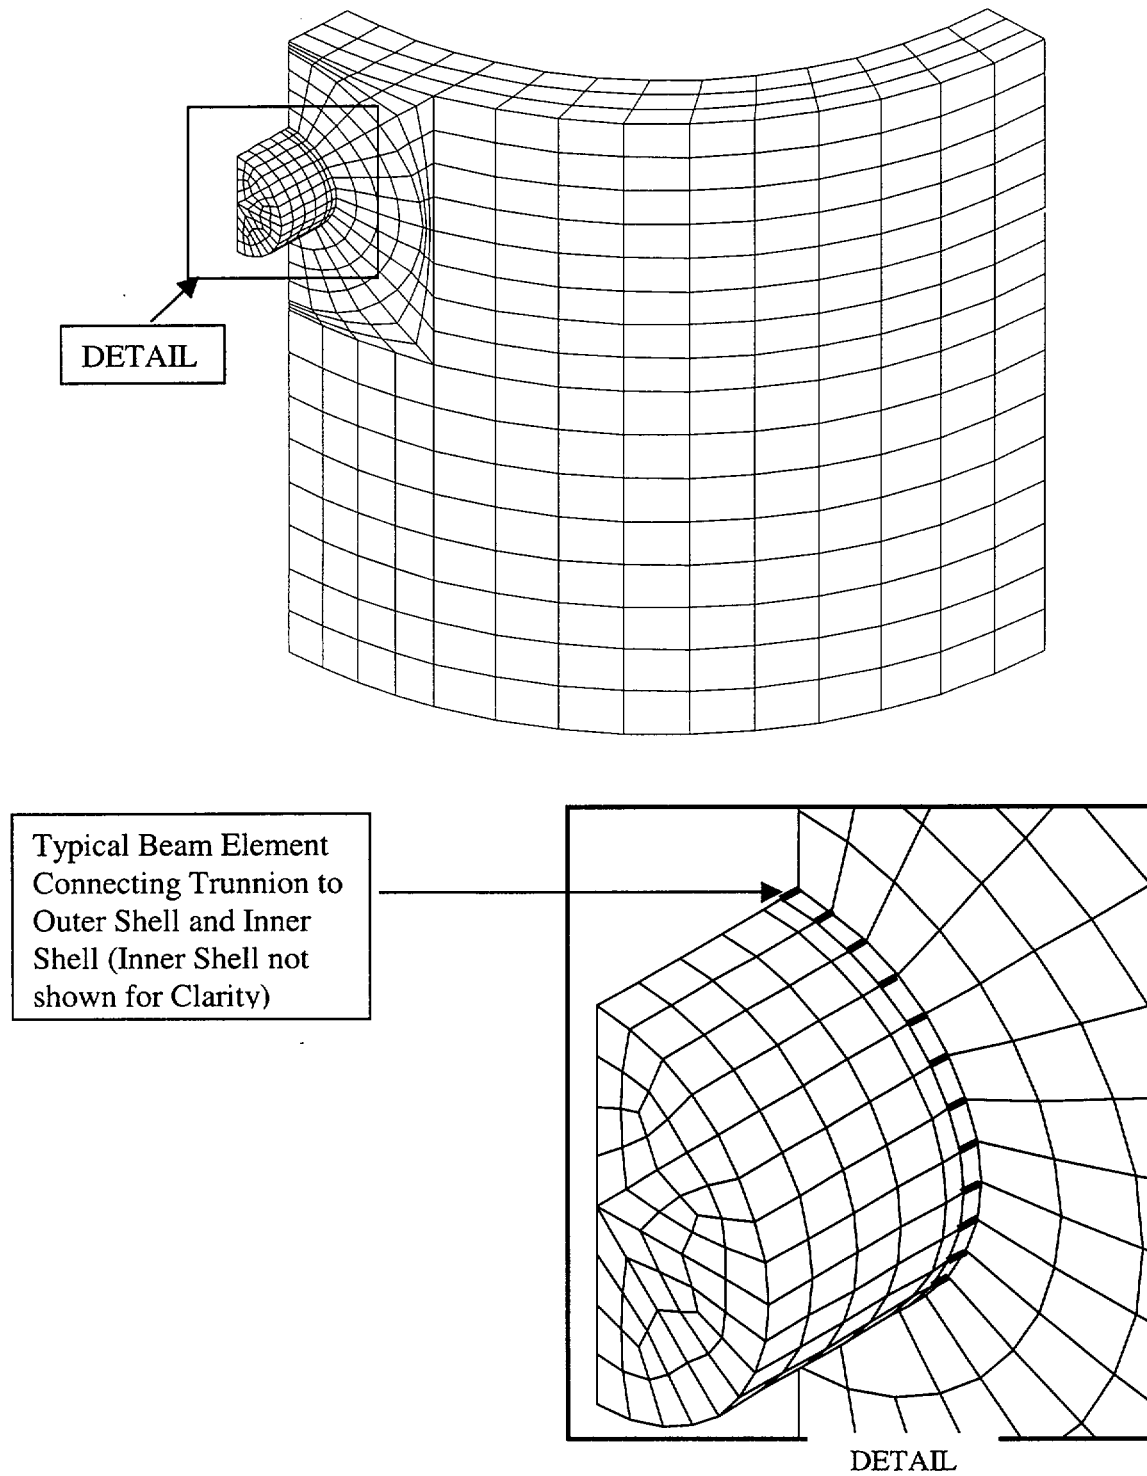 DETAIL
Typical Beam Element
Connecting Trunnion to
Outer Shell and Inner
Shell (Inner Shell not
shown for Clarity)
DETAIL